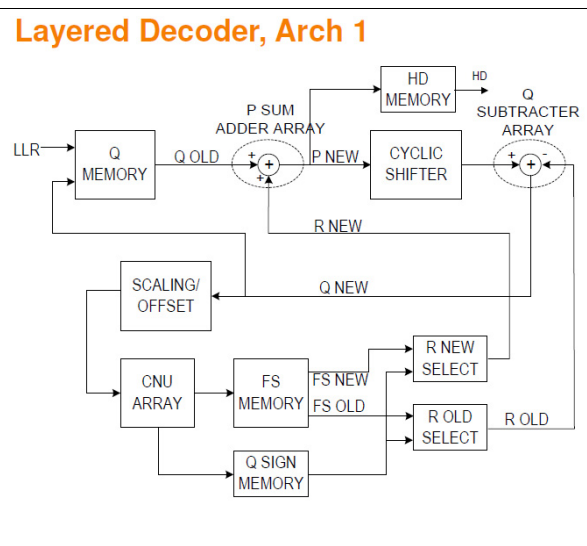 Layered Decoder, Arch 1
HD
MEMORY
HD
Q
SUBTRACTER
ARRAY
P SUM
ADDER ARRAY
LLR
Q
MEMORY
Q OLD
+
+
+
P NEW
CYCLIC
SHIFTER
+
+
-
R NEW
SCALING/
OFFSET
Q NEW
CNU
ARRAY
FS
MEMORY
FS NEW
FS OLD
R NEW
SELECT
R OLD
SELECT
R OLD
Q SIGN
MEMORY